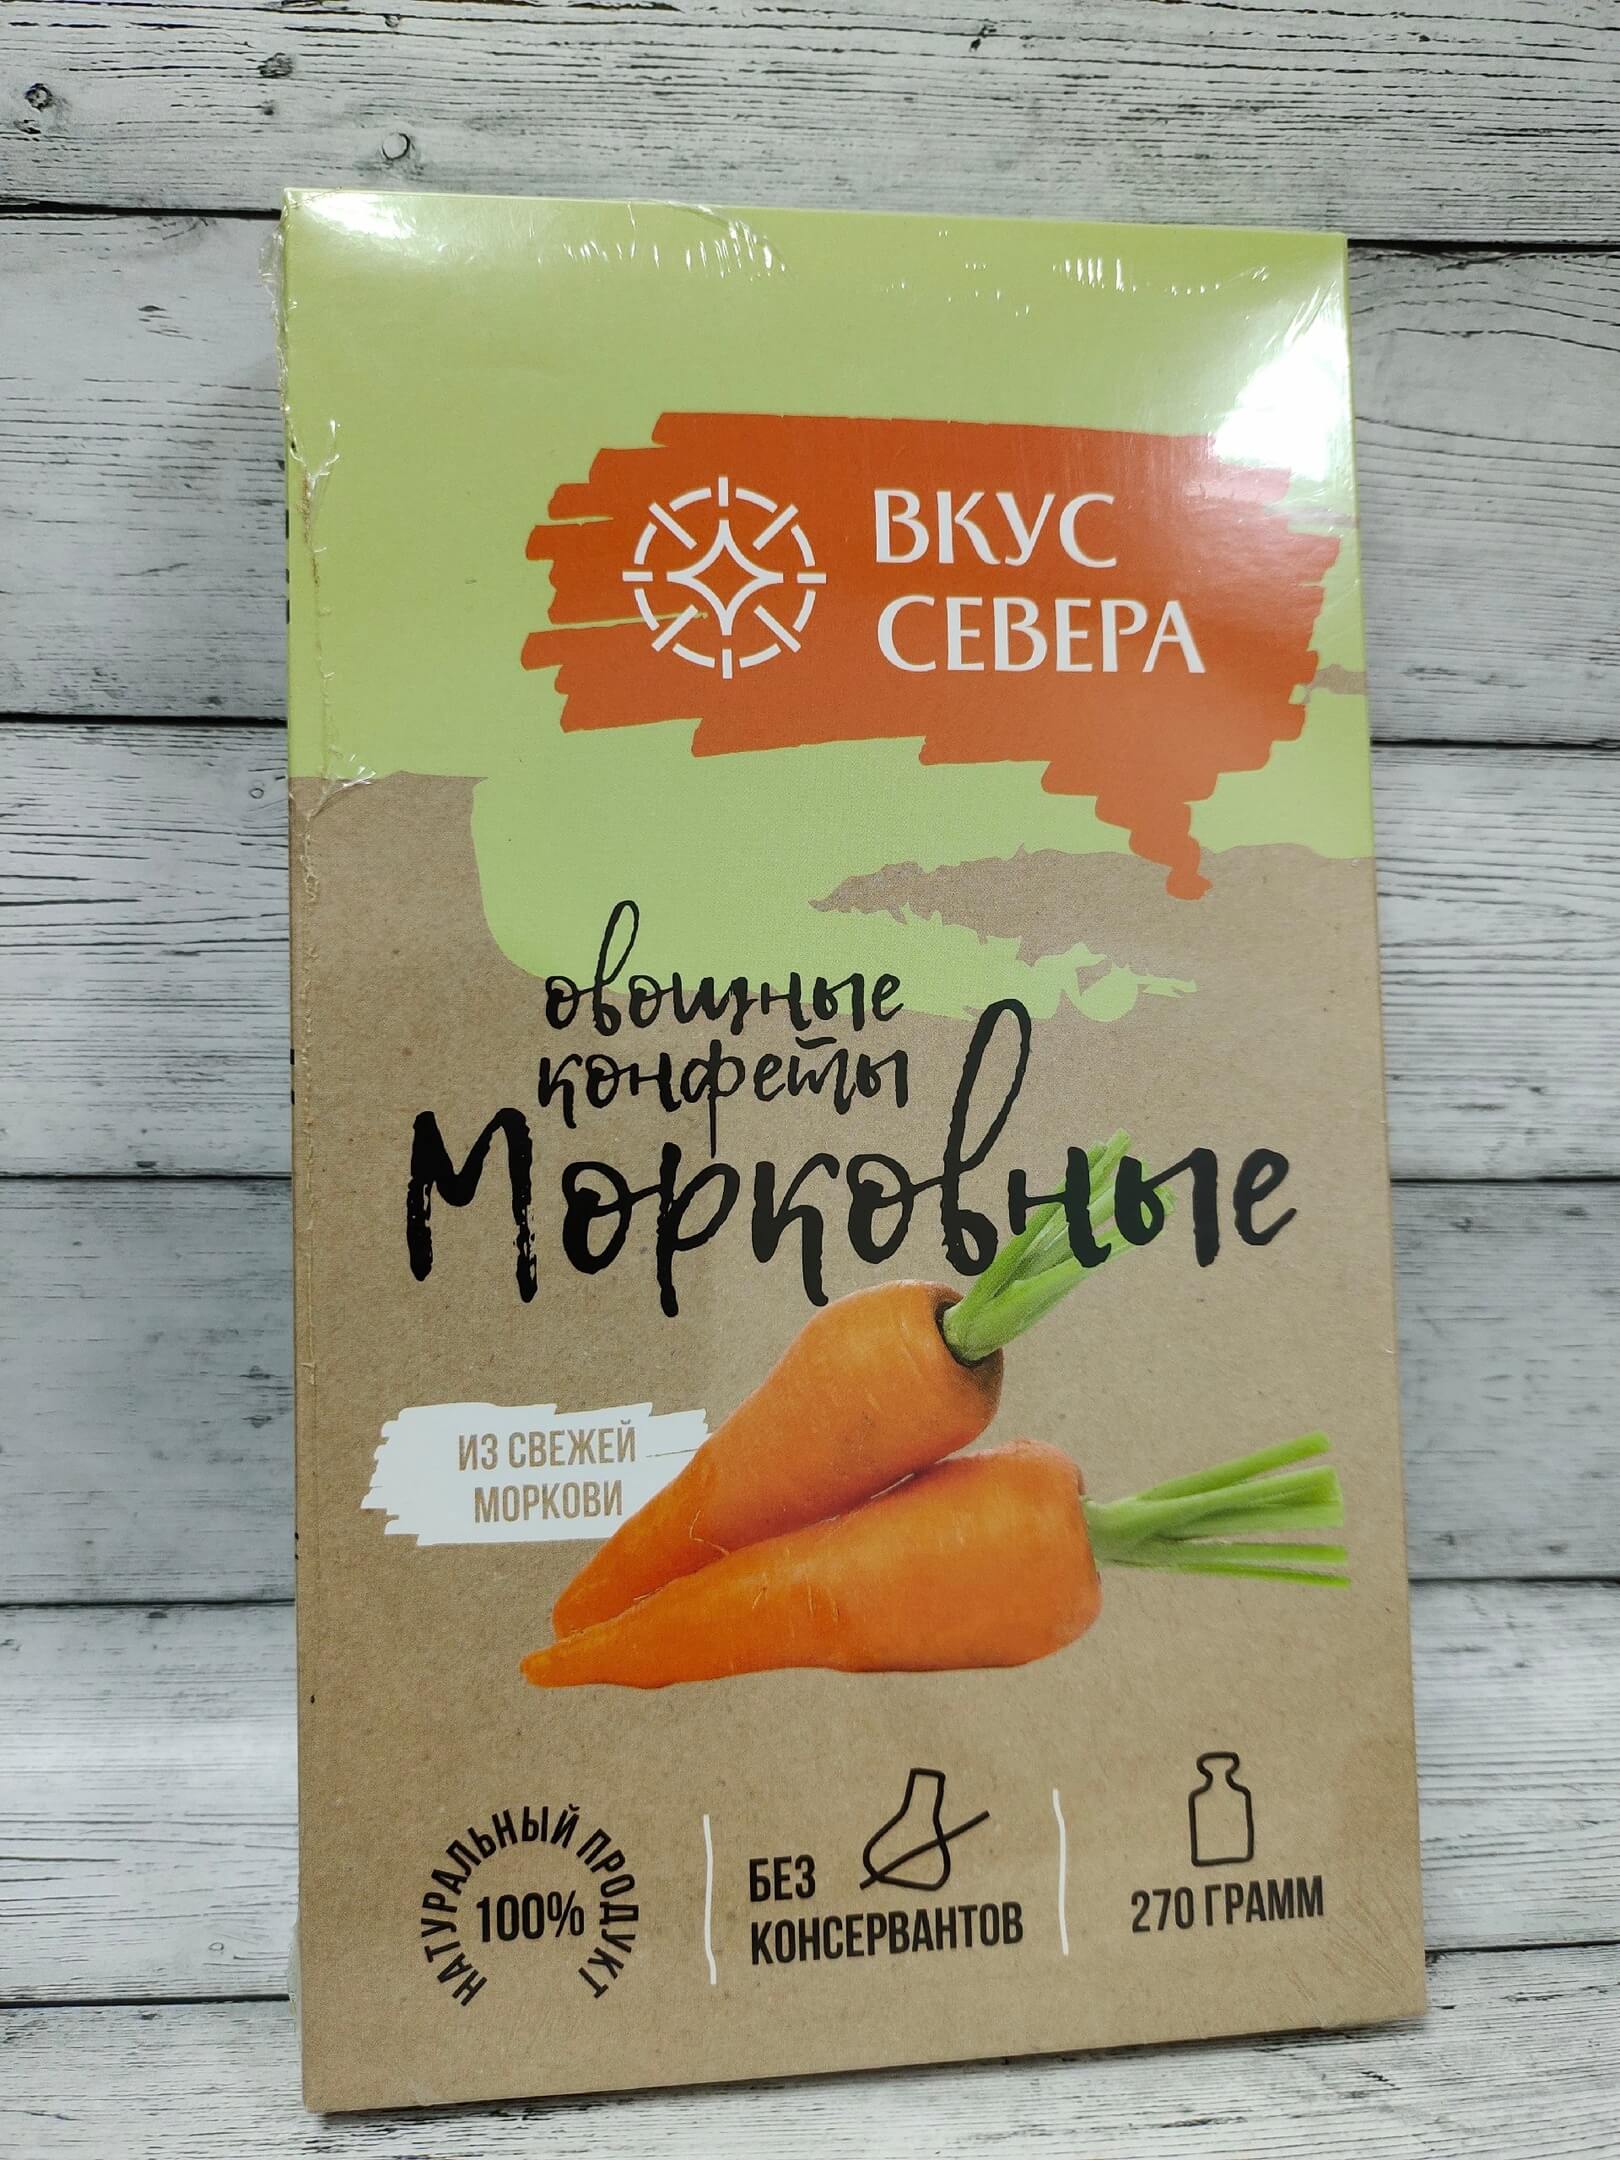 ВКУС
СЕВЕРА
овощные
конфеты
Морковные
ИЗ СВЕЖЕЙ
МОРКОВИ
НАТУРАЛЬНЫЙ ПРОДУКТ
100%
БЕЗ
КОНСЕРВАНТОВ
270 ГРАММ